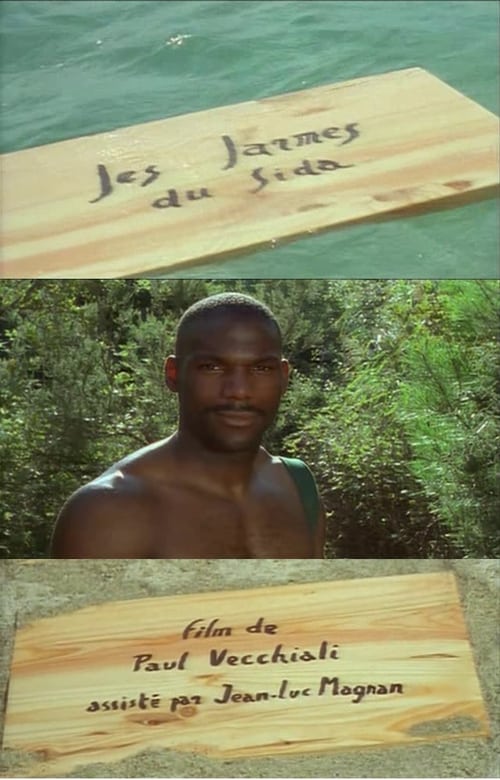 Les Larmes
du Sida
film de
Paul Vecchiali
assisté par Jean-luc Magnan